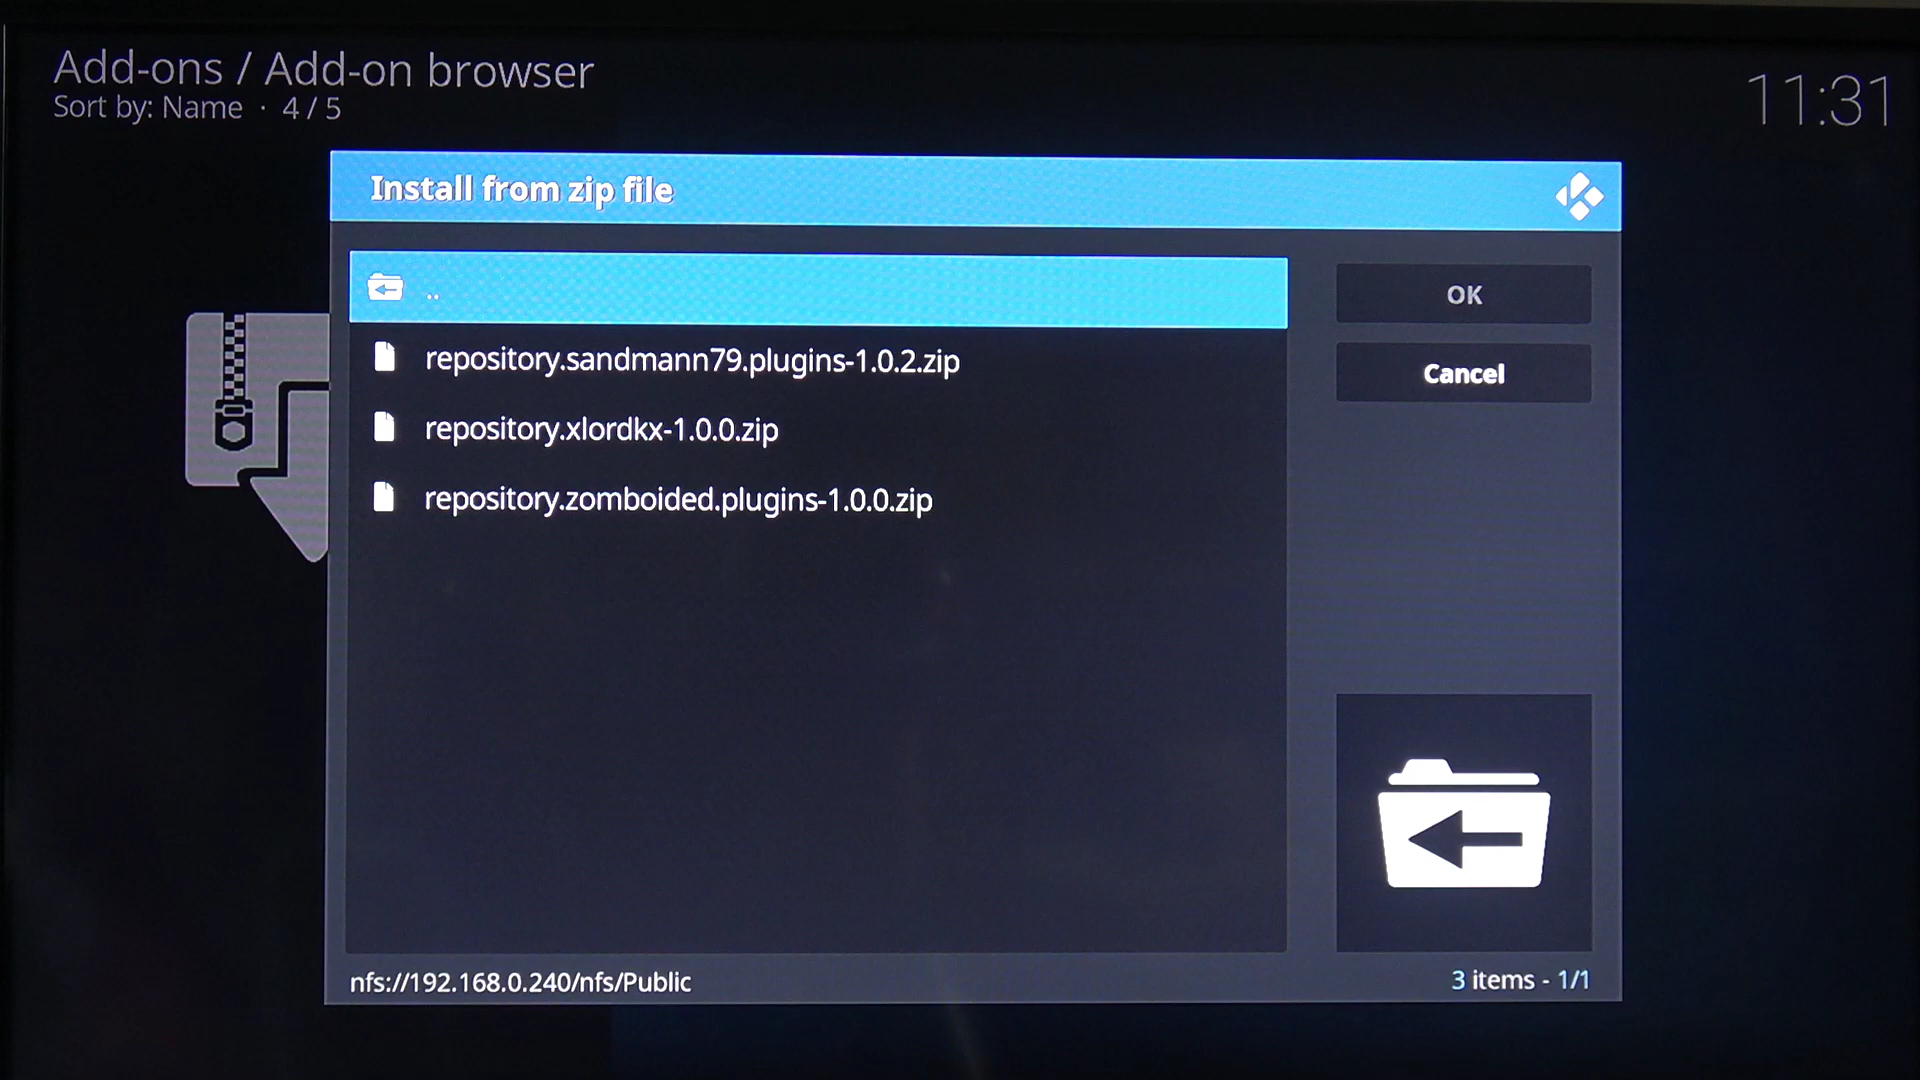 Add-ons / Add-on browser
Sort by: Name · 4 / 5
11:31
Install from zip file
..
OK
repository.sandmann79.plugins-1.0.2.zip
Cancel
repository.xlordkx-1.0.0.zip
repository.zomboided.plugins-1.0.0.zip
nfs://192.168.0.240/nfs/Public
3 items - 1/1